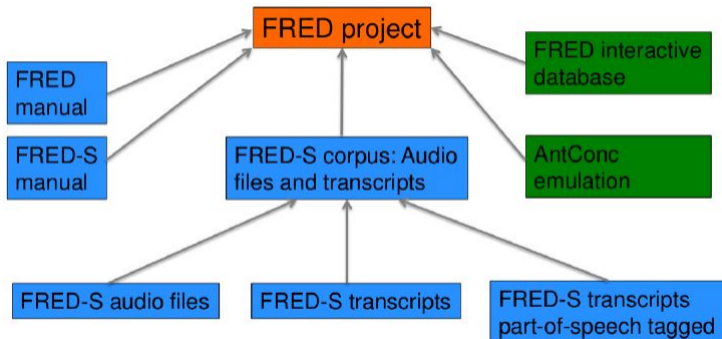 FRED project
FRED
manual
FRED interactive
database
FRED-S
manual
FRED-S corpus: Audio
files and transcripts
AntConc
emulation
FRED-S audio files
FRED-S transcripts
FRED-S transcripts
part-of-speech tagged